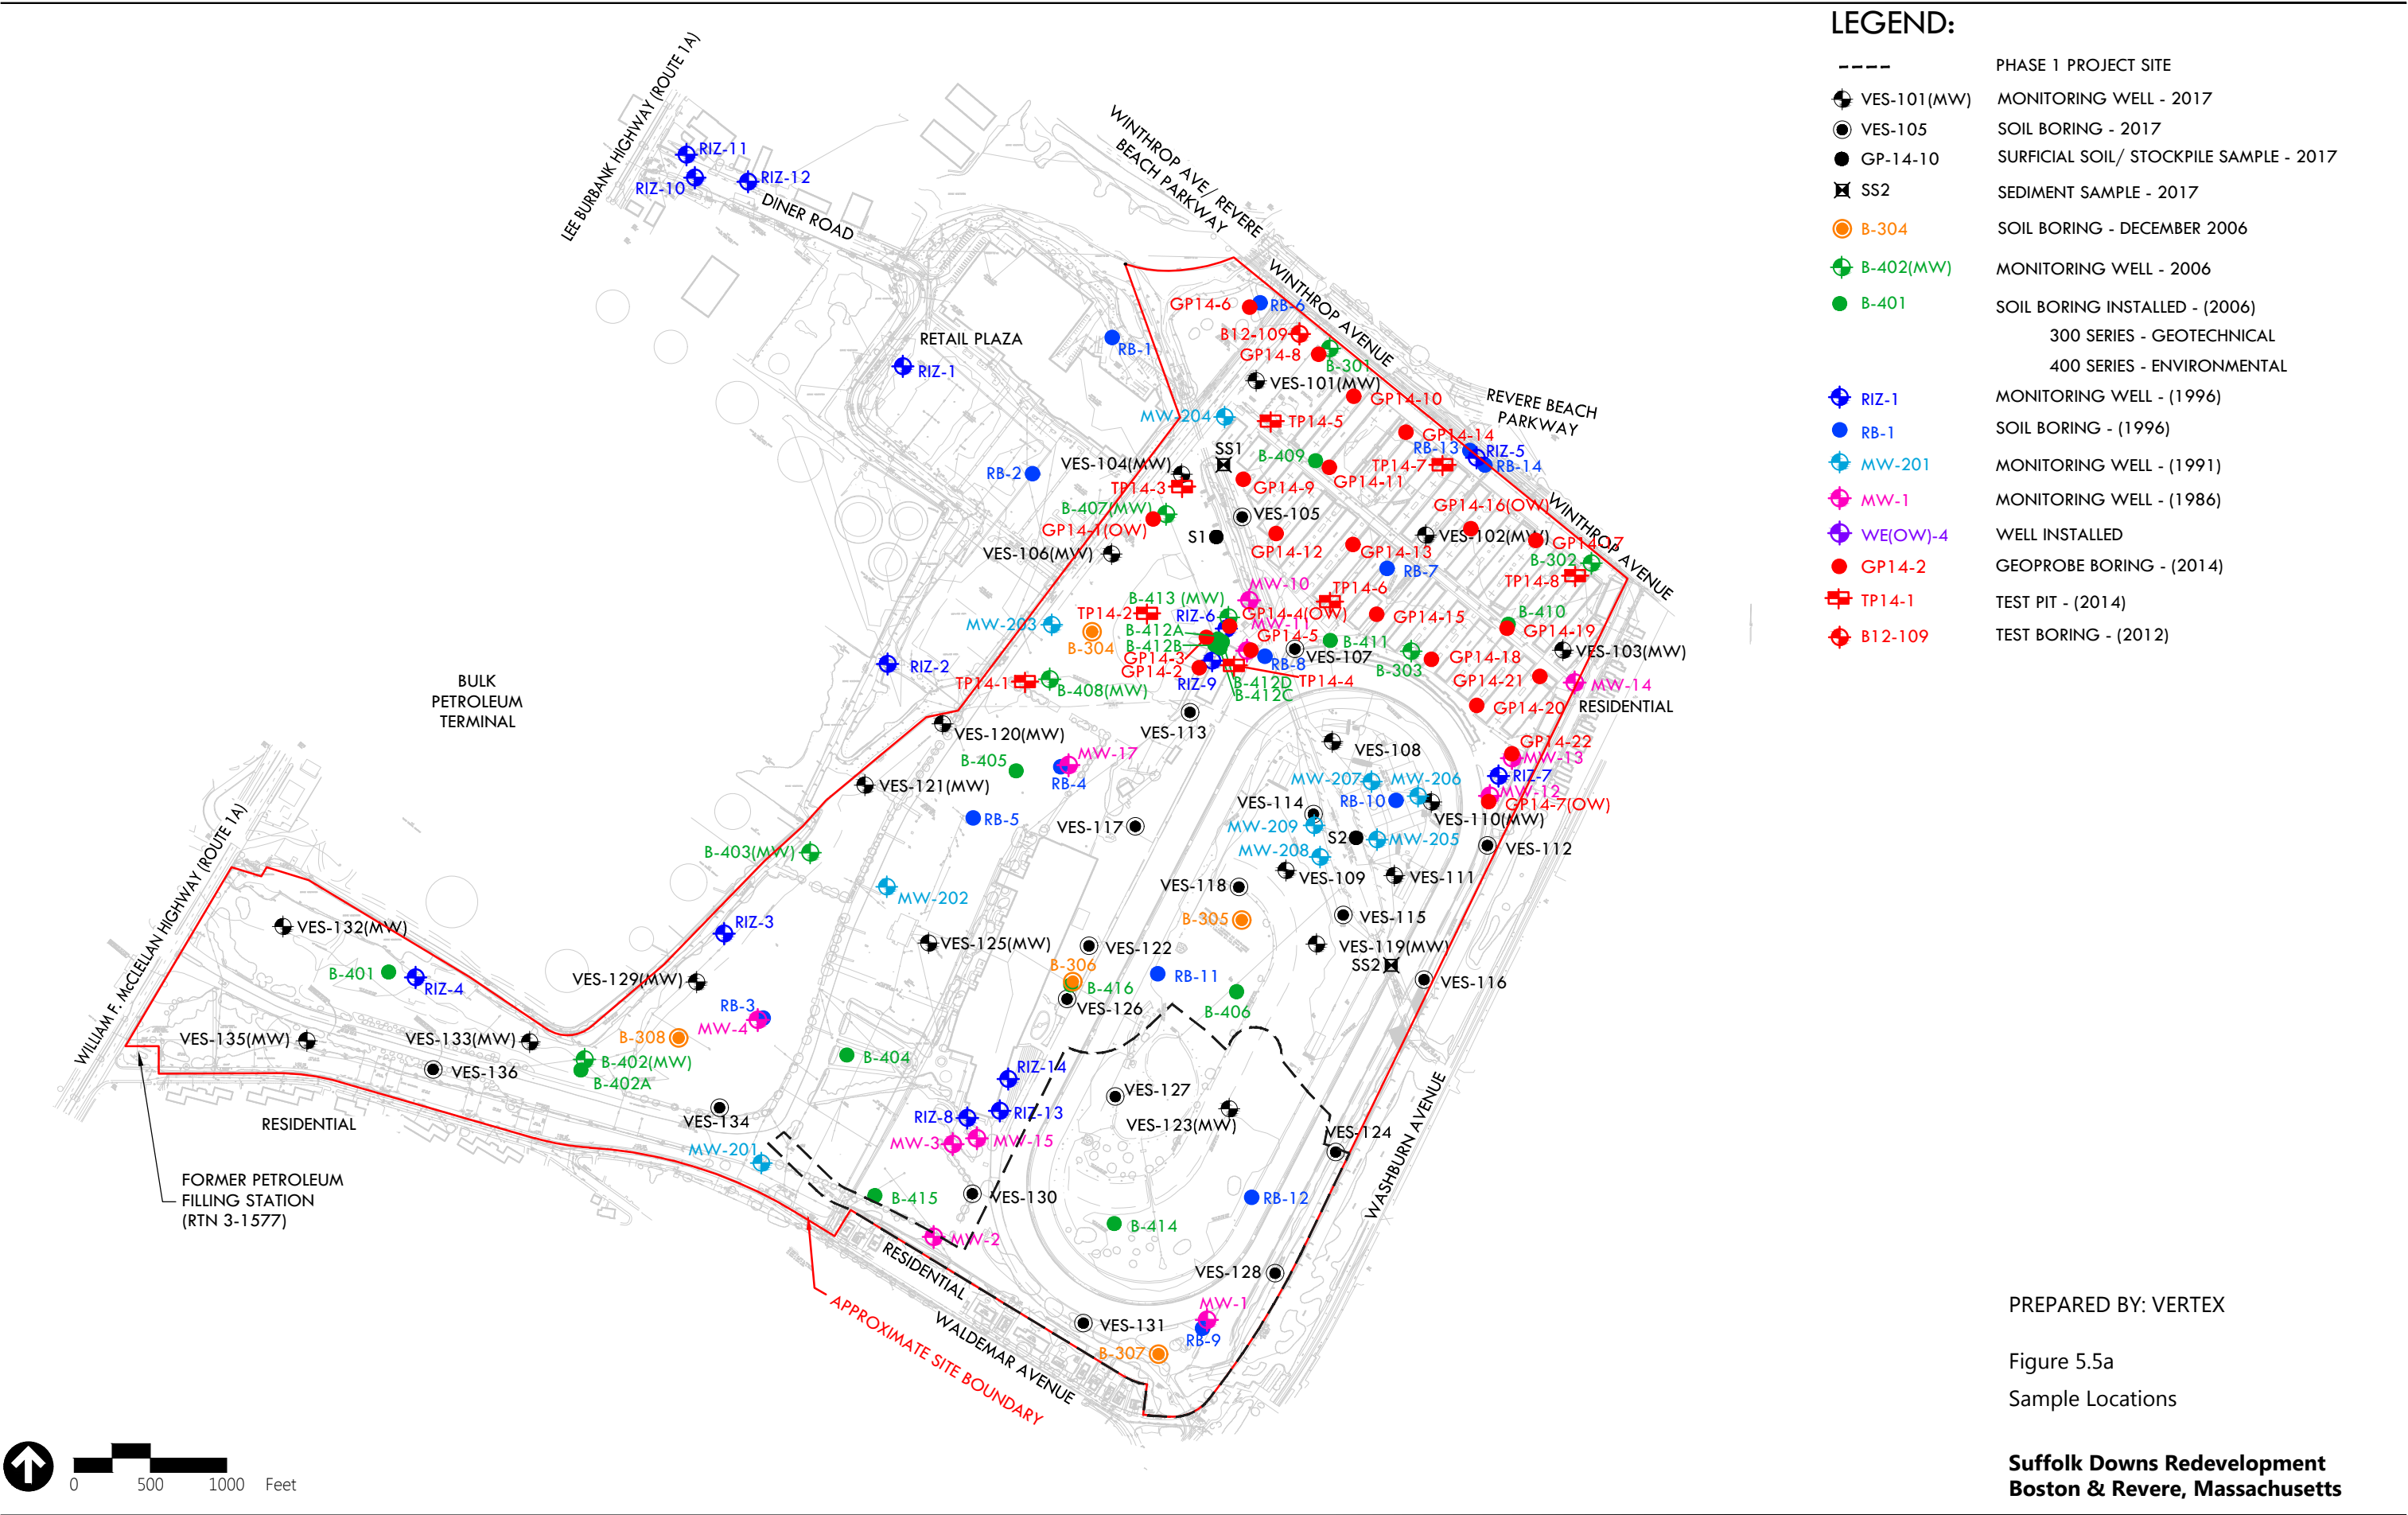 LEGEND:
PHASE 1 PROJECT SITE
VES-101(MW) MONITORING WELL - 2017
VES-105 SOIL BORING - 2017
GP-14-10 SURFICIAL SOIL/ STOCKPILE SAMPLE - 2017
SS2 SEDIMENT SAMPLE - 2017
B-304 SOIL BORING - DECEMBER 2006
B-402(MW) MONITORING WELL - 2006
B-401 SOIL BORING INSTALLED - (2006)
300 SERIES - GEOTECHNICAL
400 SERIES - ENVIRONMENTAL
RIZ-1 MONITORING WELL - (1996)
RB-1 SOIL BORING - (1996)
MW-201 MONITORING WELL - (1991)
MW-1 MONITORING WELL - (1986)
WE(OW)-4 WELL INSTALLED
GP14-2 GEOPROBE BORING - (2014)
TP14-1 TEST PIT - (2014)
B12-109 TEST BORING - (2012)
LEE BURBANK HIGHWAY (ROUTE 1A)
RIZ-11
RIZ-10
RIZ-12
DINER ROAD
WINTHROP AVE/ REVERE
BEACH PARKWAY
WINTHROP AVENUE
REVERE BEACH
PARKWAY
WINTHROP AVENUE
RETAIL PLAZA
RIZ-1
RB-1
RB-2
GP14-6
RB-6
B12-109
GP14-8
B-301
VES-101(MW)
GP14-10
MW-204
TP14-5
GP14-14
RB-13
RIZ-5
RB-14
SS1
B-409
TP14-7
VES-104(MW)
TP14-3
GP14-9
GP14-11
B-407(MW)
GP14-1(OW)
VES-105
GP14-16(OW)
S1
VES-106(MW)
GP14-12
GP14-13
VES-102(MW)
GP14-17
B-302
TP14-8
RB-7
MW-10
TP14-6
B-413 (MW)
TP14-2
RIZ-6
GP14-4(OW)
MW-11
GP14-15
B-410
MW-203
B-304
B-412A
B-412B
GP14-5
GP14-19
B-411
GP14-3
GP14-2
RB-8
VES-107
B-303
GP14-18
VES-103(MW)
RIZ-2
TP14-1
B-408(MW)
RIZ-9
B-412D
B-412C
TP14-4
GP14-21
MW-14
GP14-20
RESIDENTIAL
BULK
PETROLEUM
TERMINAL
VES-120(MW)
VES-113
VES-108
GP14-22
MW-13
B-405
MW-17
RB-4
MW-207
MW-206
RIZ-7
VES-121(MW)
MW-12
GP14-7(OW)
VES-114
RB-10
VES-110(MW)
RB-5
VES-117
MW-209
S2
MW-205
VES-112
B-403(MW)
MW-208
VES-109
VES-111
MW-202
VES-118
B-305
VES-115
RIZ-3
VES-125(MW)
VES-122
VES-119(MW)
SS2
VES-116
WILLIAM F. McCLELLAN HIGHWAY (ROUTE 1A)
VES-132(MW)
B-401
RIZ-4
VES-129(MW)
B-306
B-416
VES-126
RB-11
B-406
RB-3
MW-4
VES-135(MW)
VES-133(MW)
B-308
B-402(MW)
B-402A
VES-136
B-404
RIZ-14
RIZ-13
RIZ-8
VES-127
VES-123(MW)
VES-124
WASHBURN AVENUE
RESIDENTIAL
VES-134
MW-201
MW-3
MW-15
FORMER PETROLEUM
FILLING STATION
(RTN 3-1577)
B-415
VES-130
RB-12
B-414
MW-2
RESIDENTIAL
VES-128
MW-1
RB-9
VES-131
B-307
WALDEMAR AVENUE
APPROXIMATE SITE BOUNDARY
0 500 1000 Feet
PREPARED BY: VERTEX
Figure 5.5a
Sample Locations
Suffolk Downs Redevelopment
Boston & Revere, Massachusetts